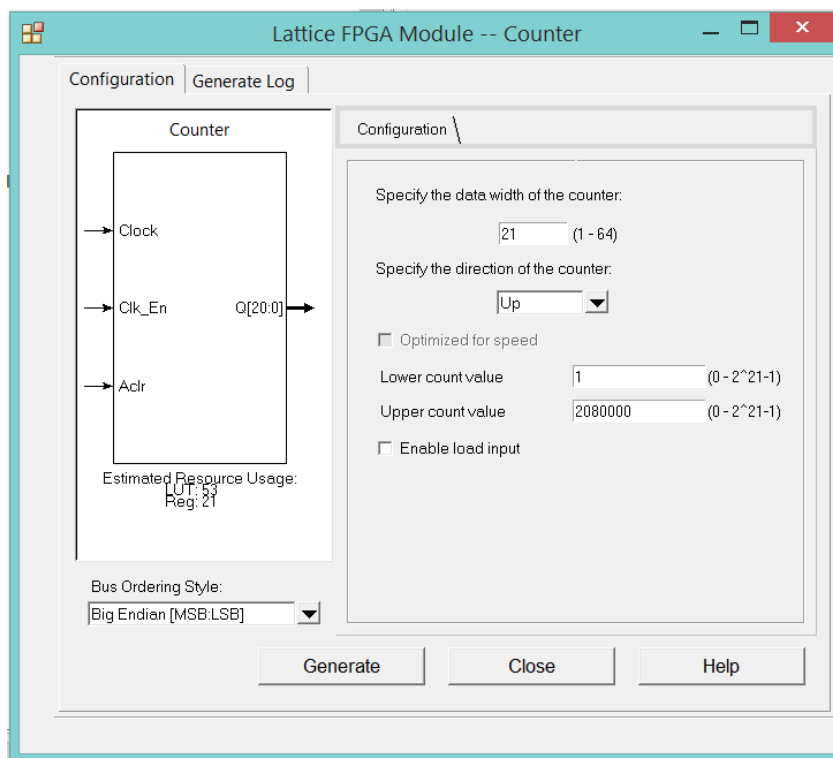 Lattice FPGA Module -- Counter
Configuration
Generate Log
Counter
Clock
Clk_En
Q[20:0]
Aclr
Estimated Resource Usage:
LUT: 53
Reg: 21
Bus Ordering Style:
Big Endian [MSB:LSB]
Configuration
Specify the data width of the counter:
21 (1 - 64)
Specify the direction of the counter:
Up
Optimized for speed
Lower count value 1 (0 - 2^21-1)
Upper count value 2080000 (0 - 2^21-1)
Enable load input
Generate
Close
Help